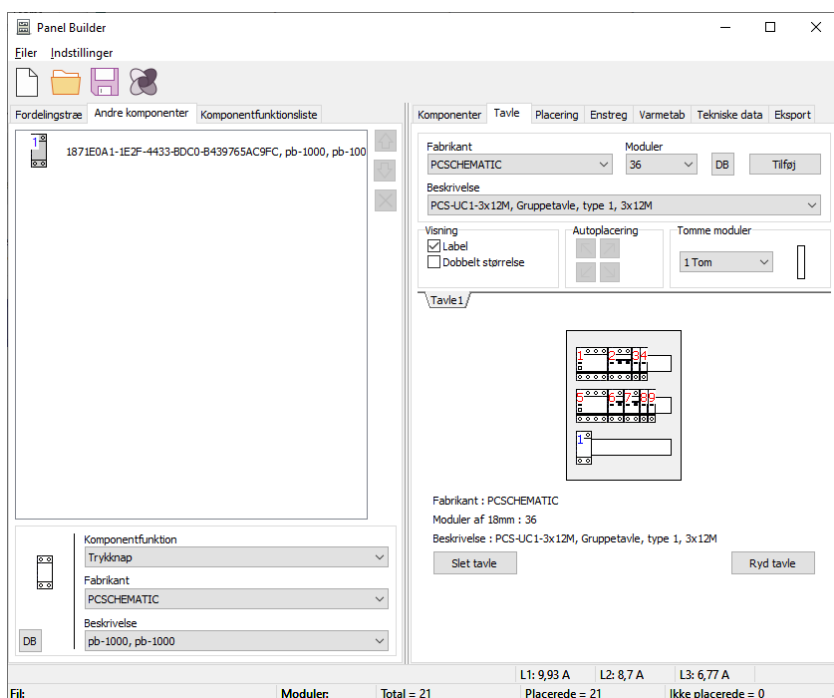 Panel Builder
Filer Indstillinger
Fordelingstræ Andre komponenter Komponentfunktionsliste
1
1871E0A1-1E2F-4433-BDC0-B439765AC9FC, pb-1000, pb-100
Komponentfunktion
Trykknap
Fabrikant
PCSCHEMATIC
Beskrivelse
DB pb-1000, pb-1000
Komponenter Tavle Placering Enstreg Varmetab Tekniske data Eksport
Fabrikant Moduler
PCSCHEMATIC 36 DB Tilføj
Beskrivelse
PCS-UC1-3x12M, Gruppetavle, type 1, 3x12M
Visning Autoplacering Tomme moduler
Label
Dobbelt størrelse
1 Tom
Tavle1
1 2 3 4
5 6 7 8 9
1
Fabrikant : PCSCHEMATIC
Moduler af 18mm : 36
Beskrivelse : PCS-UC1-3x12M, Gruppetavle, type 1, 3x12M
Slet tavle Ryd tavle
L1: 9,93 A L2: 8,7 A L3: 6,77 A
Fil: Moduler: Total = 21 Placerede = 21 Ikke placerede = 0